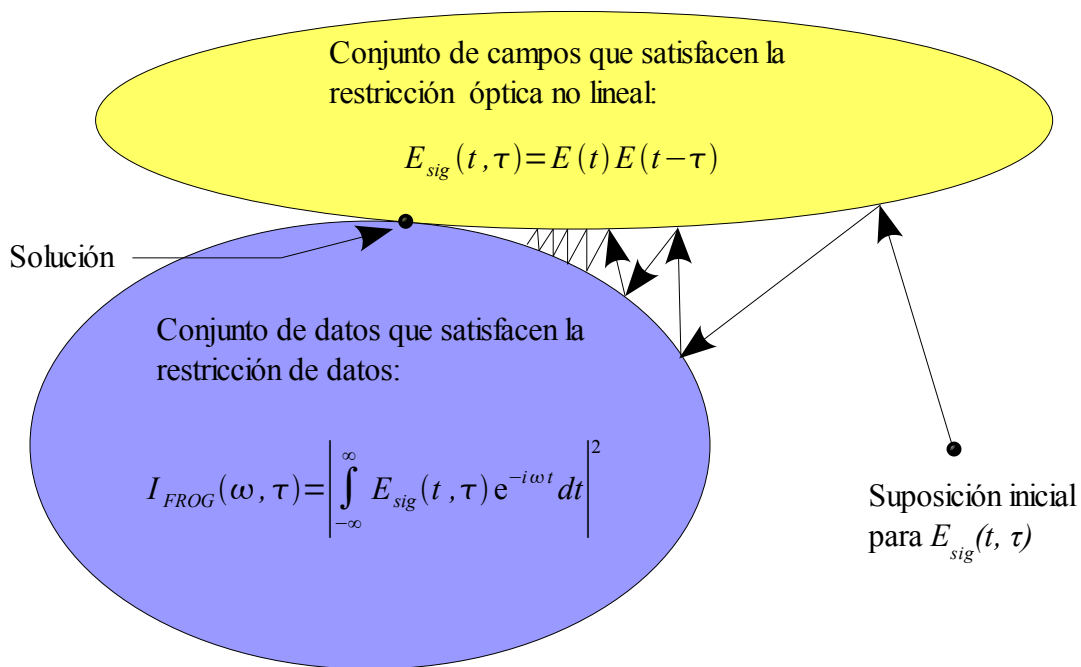 Conjunto de campos que satisfacen la
restricción óptica no lineal:
E_sig(t,τ)=E(t)E(t−τ)
Solución
Conjunto de datos que satisfacen la
restricción de datos:
I_FROG(ω,τ)=|∫_−∞^∞ E_sig(t,τ) e^−iωt dt|^2
Suposición inicial
para E_sig(t, τ)